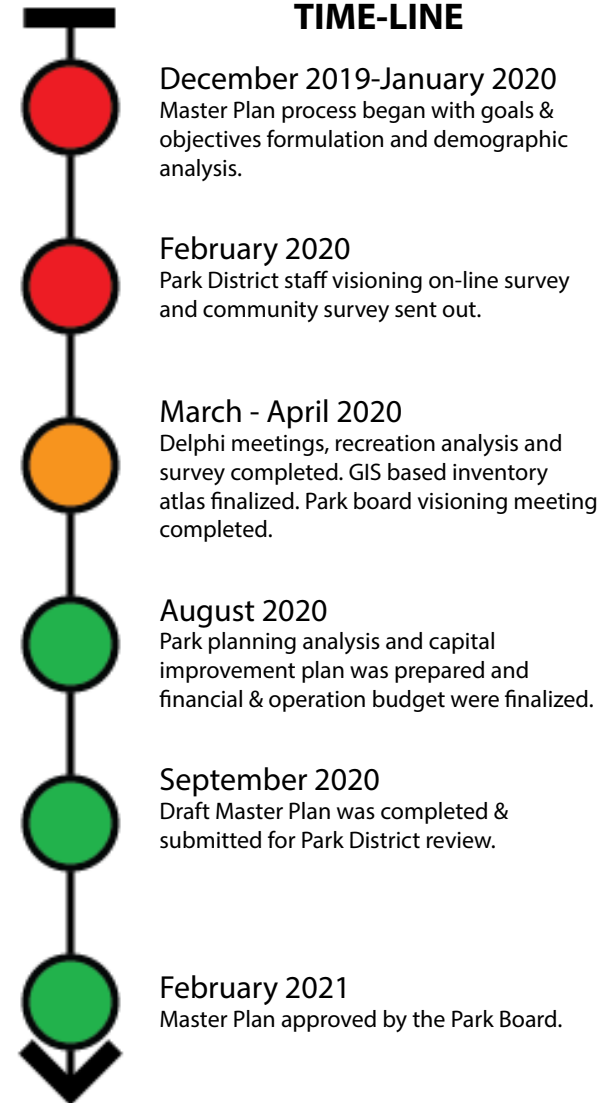 TIME-LINE
December 2019-January 2020
Master Plan process began with goals &
objectives formulation and demographic
analysis.
February 2020
Park District staff visioning on-line survey
and community survey sent out.
March - April 2020
Delphi meetings, recreation analysis and
survey completed. GIS based inventory
atlas finalized. Park board visioning meeting
completed.
August 2020
Park planning analysis and capital
improvement plan was prepared and
financial & operation budget were finalized.
September 2020
Draft Master Plan was completed &
submitted for Park District review.
February 2021
Master Plan approved by the Park Board.